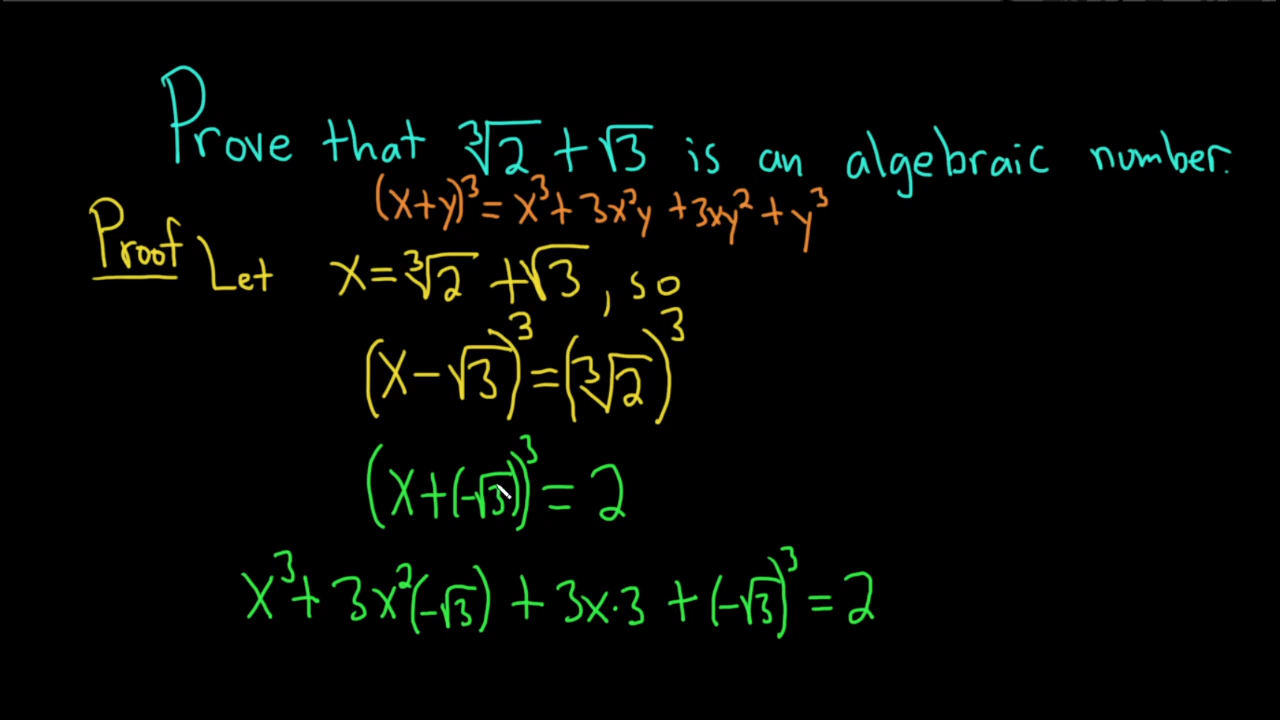 Prove that ∛2 + √3 is an algebraic number.
(x+y)³ = x³ + 3x²y + 3xy² + y³
Proof Let x = ∛2 + √3, so
(x - √3)³ = (∛2)³
(x + (-√3))³ = 2
x³ + 3x²(-√3) + 3x·3 + (-√3)³ = 2